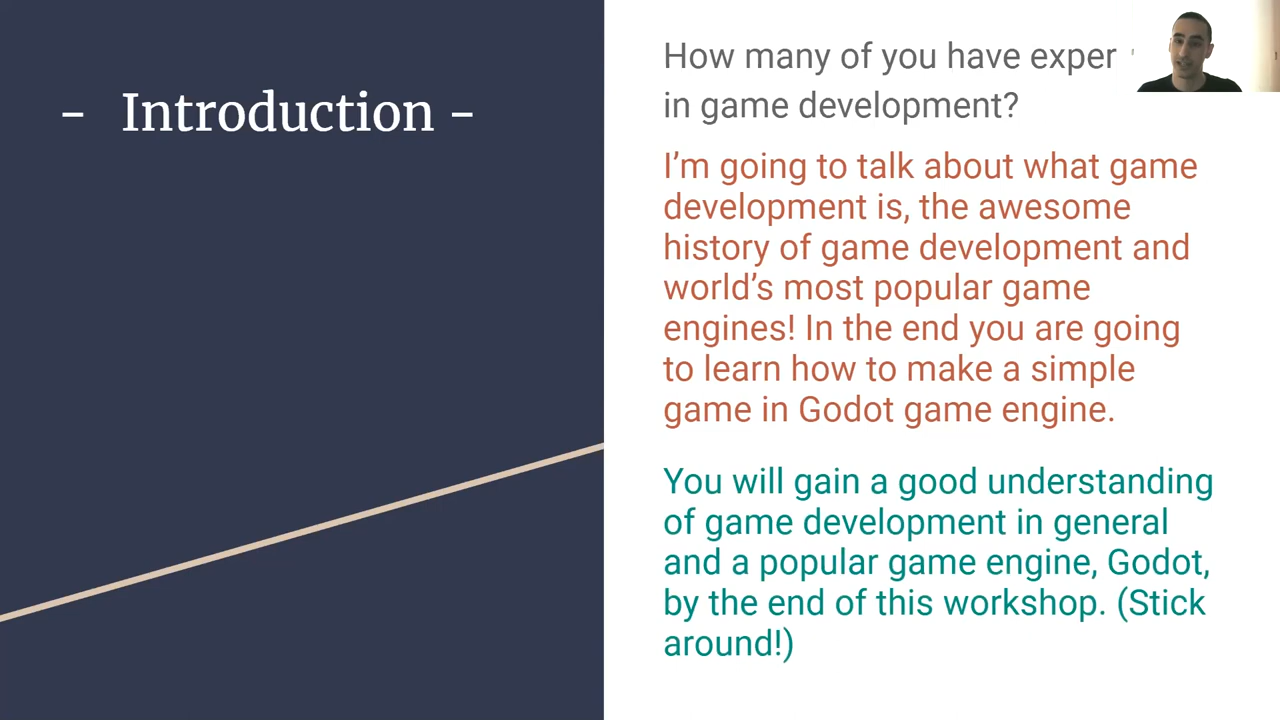 - Introduction -
How many of you have exper
in game development?
I'm going to talk about what game
development is, the awesome
history of game development and
world's most popular game
engines! In the end you are going
to learn how to make a simple
game in Godot game engine.
You will gain a good understanding
of game development in general
and a popular game engine, Godot,
by the end of this workshop. (Stick
around!)